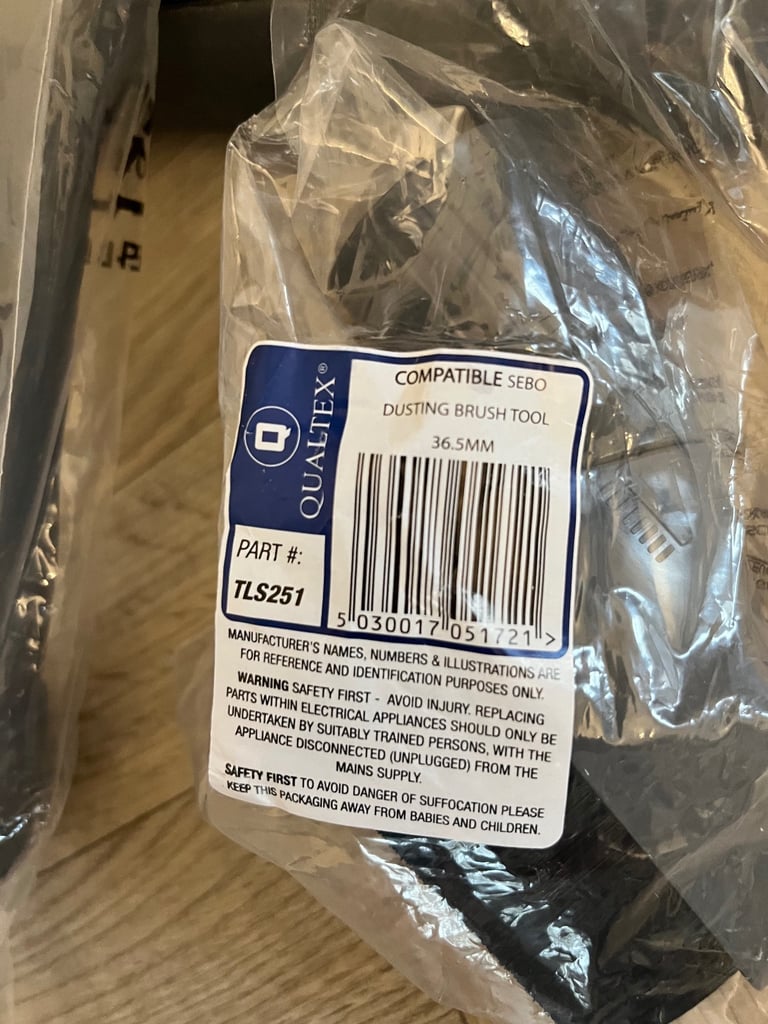 COMPATIBLE SEBO
DUSTING BRUSH TOOL
36.5MM
Q
QUALTEX®
PART #:
TLS251
5 030017 051721 >
MANUFACTURER'S NAMES, NUMBERS & ILLUSTRATIONS ARE
FOR REFERENCE AND IDENTIFICATION PURPOSES ONLY.
WARNING SAFETY FIRST - AVOID INJURY. REPLACING
PARTS WITHIN ELECTRICAL APPLIANCES SHOULD ONLY BE
UNDERTAKEN BY SUITABLY TRAINED PERSONS, WITH THE
APPLIANCE DISCONNECTED (UNPLUGGED) FROM THE
MAINS SUPPLY.
SAFETY FIRST TO AVOID DANGER OF SUFFOCATION PLEASE
KEEP THIS PACKAGING AWAY FROM BABIES AND CHILDREN.